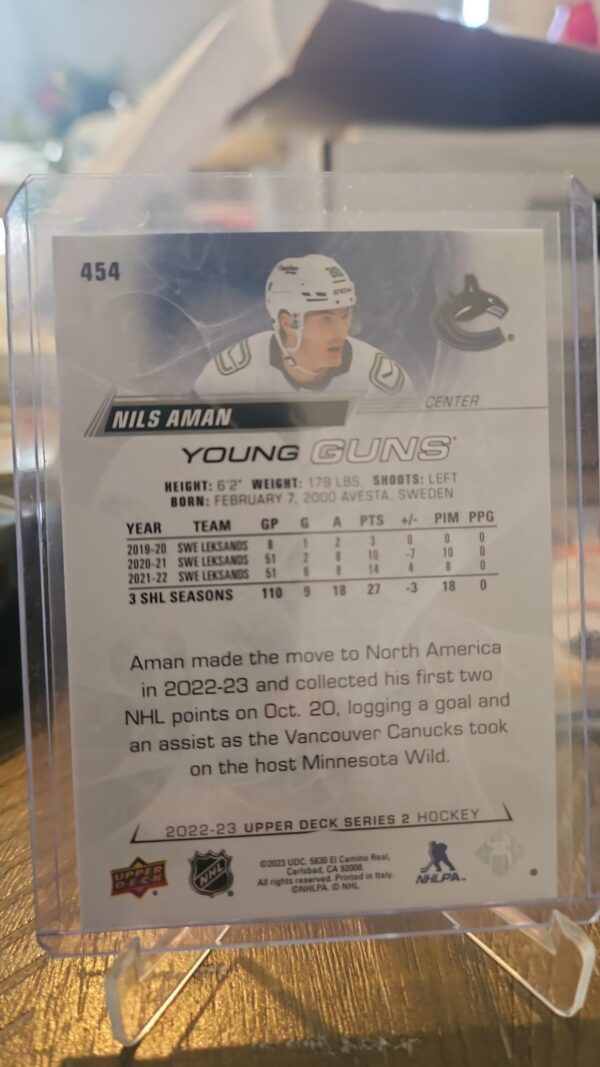 454
NILS AMAN
CENTER
YOUNG GUNS
HEIGHT: 6'2" WEIGHT: 179 LBS. SHOOTS: LEFT
BORN: FEBRUARY 7, 2000 AVESTA, SWEDEN
YEAR TEAM GP G A PTS +/- PIM PPG
2019-20 SWE LEKSANDS 8 1 2 3 0 0 0
2020-21 SWE LEKSANDS 51 2 8 10 -7 10 0
2021-22 SWE LEKSANDS 51 6 8 14 4 8 0
3 SHL SEASONS 110 9 18 27 -3 18 0
Aman made the move to North America
in 2022-23 and collected his first two
NHL points on Oct. 20, logging a goal and
an assist as the Vancouver Canucks took
on the host Minnesota Wild.
2022-23 UPPER DECK SERIES 2 HOCKEY
UPPER DECK
NHL
©2023 UDC. 5830 El Camino Real,
Carlsbad, CA 92008.
All rights reserved. Printed in Italy.
©NHLPA. © NHL.
NHLPA